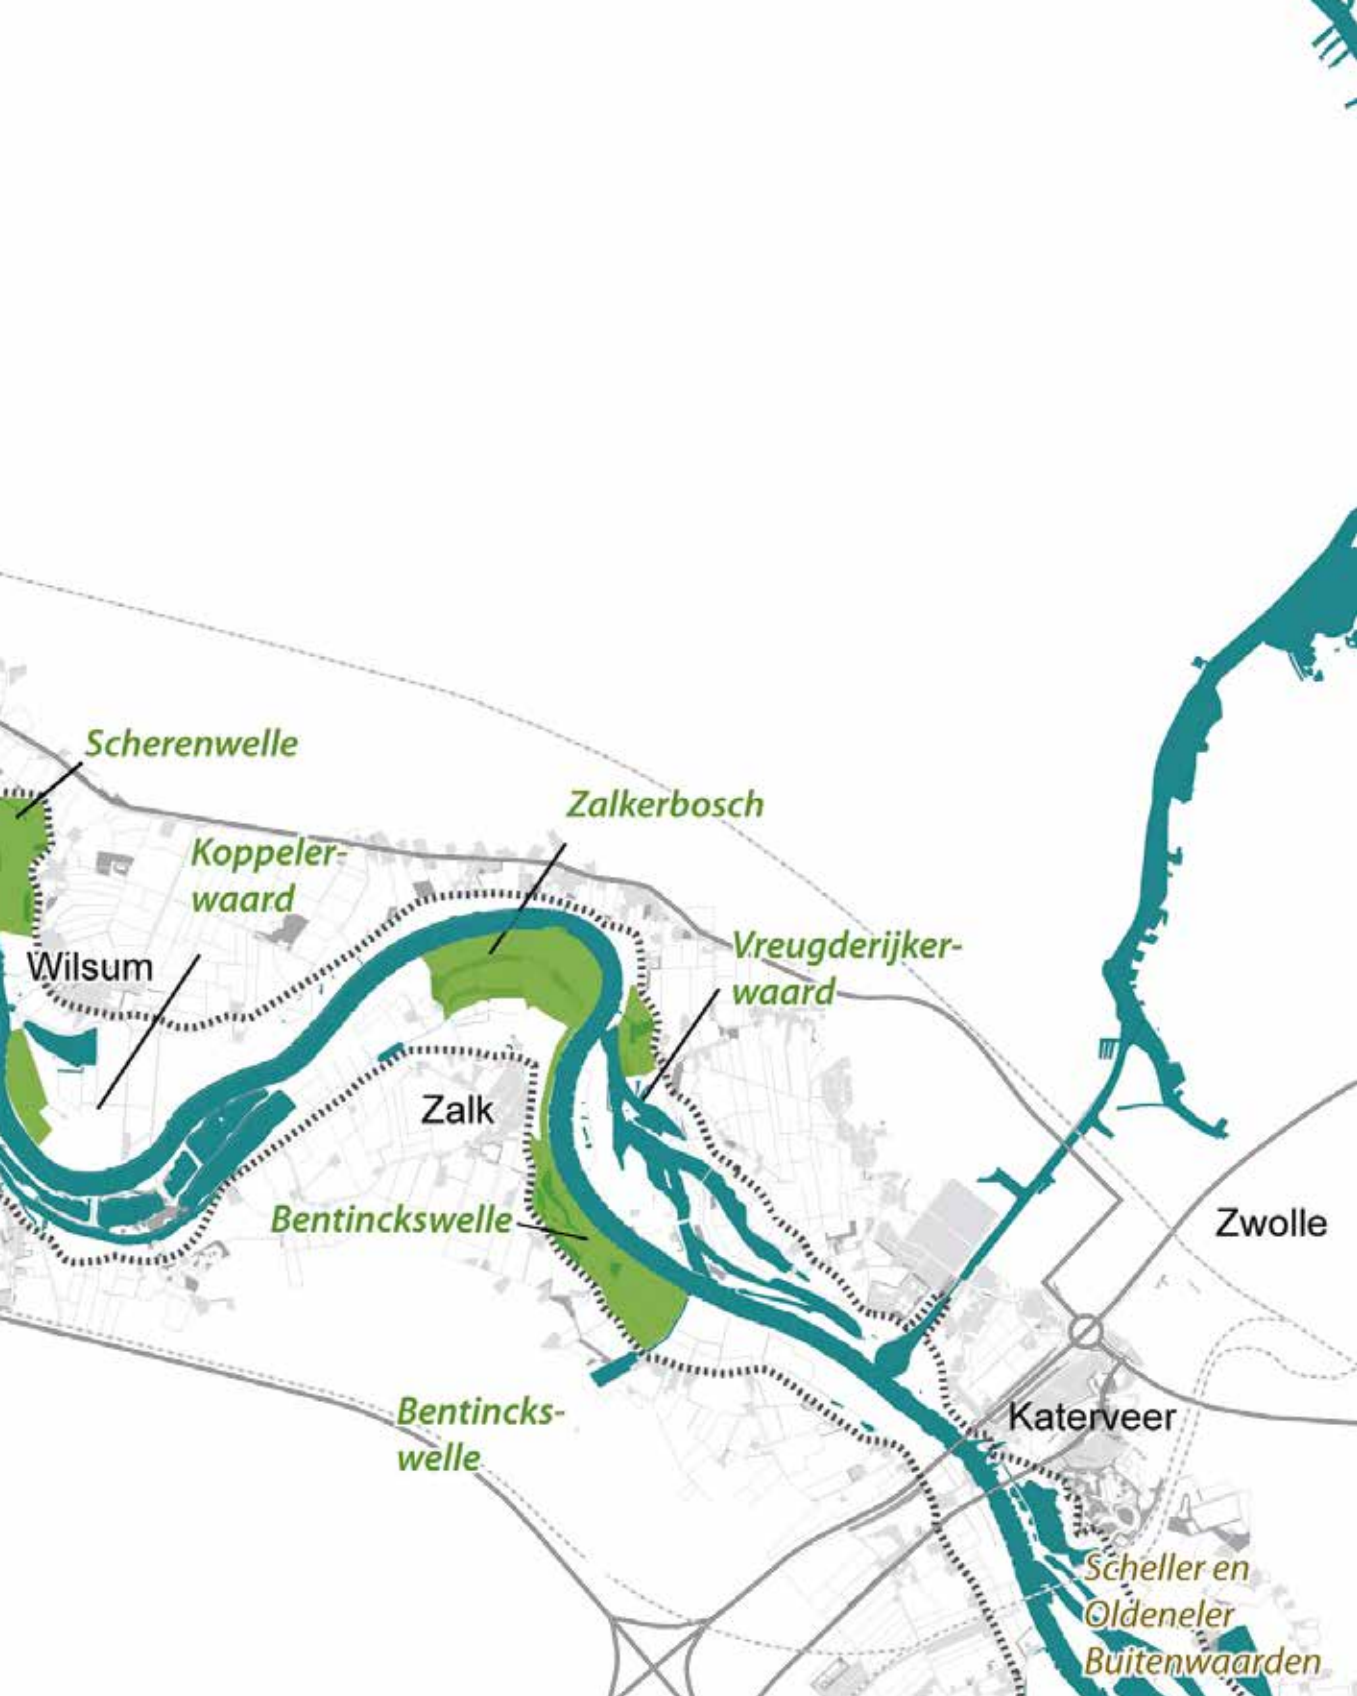 Scherenwelle
Zalkerbosch
Koppeler-
waard
Vreugderijker-
waard
Wilsum
Zalk
Bentinckswelle
Zwolle
Bentincks-
welle
Katerveer
Scheller en
Oldeneler
Buitenwaarden